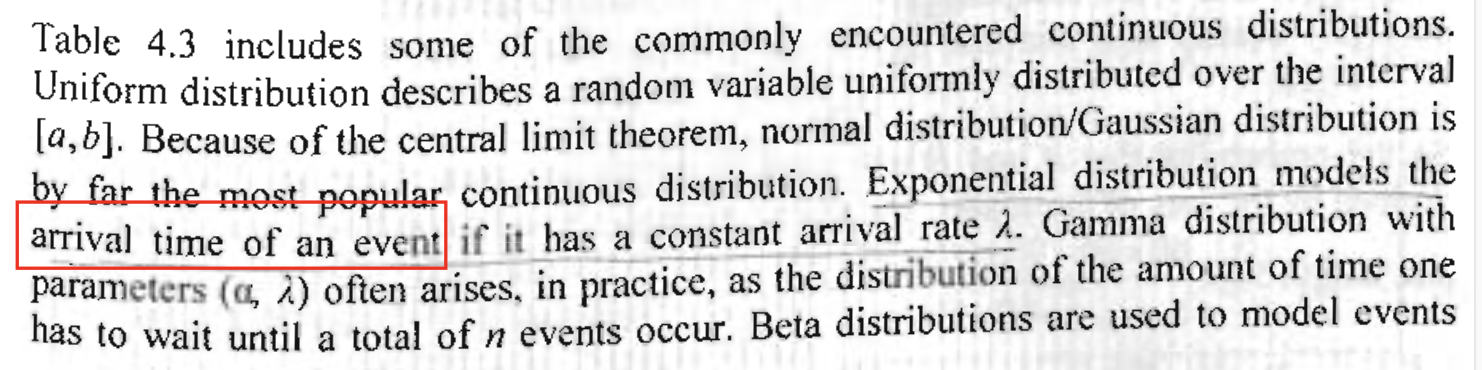 Table 4.3 includes some of the commonly encountered continuous distributions.
Uniform distribution describes a random variable uniformly distributed over the interval
[a,b]. Because of the central limit theorem, normal distribution/Gaussian distribution is
by far the most popular continuous distribution. Exponential distribution models the
arrival time of an event if it has a constant arrival rate λ. Gamma distribution with
parameters (α, λ) often arises, in practice, as the distribution of the amount of time one
has to wait until a total of n events occur. Beta distributions are used to model events